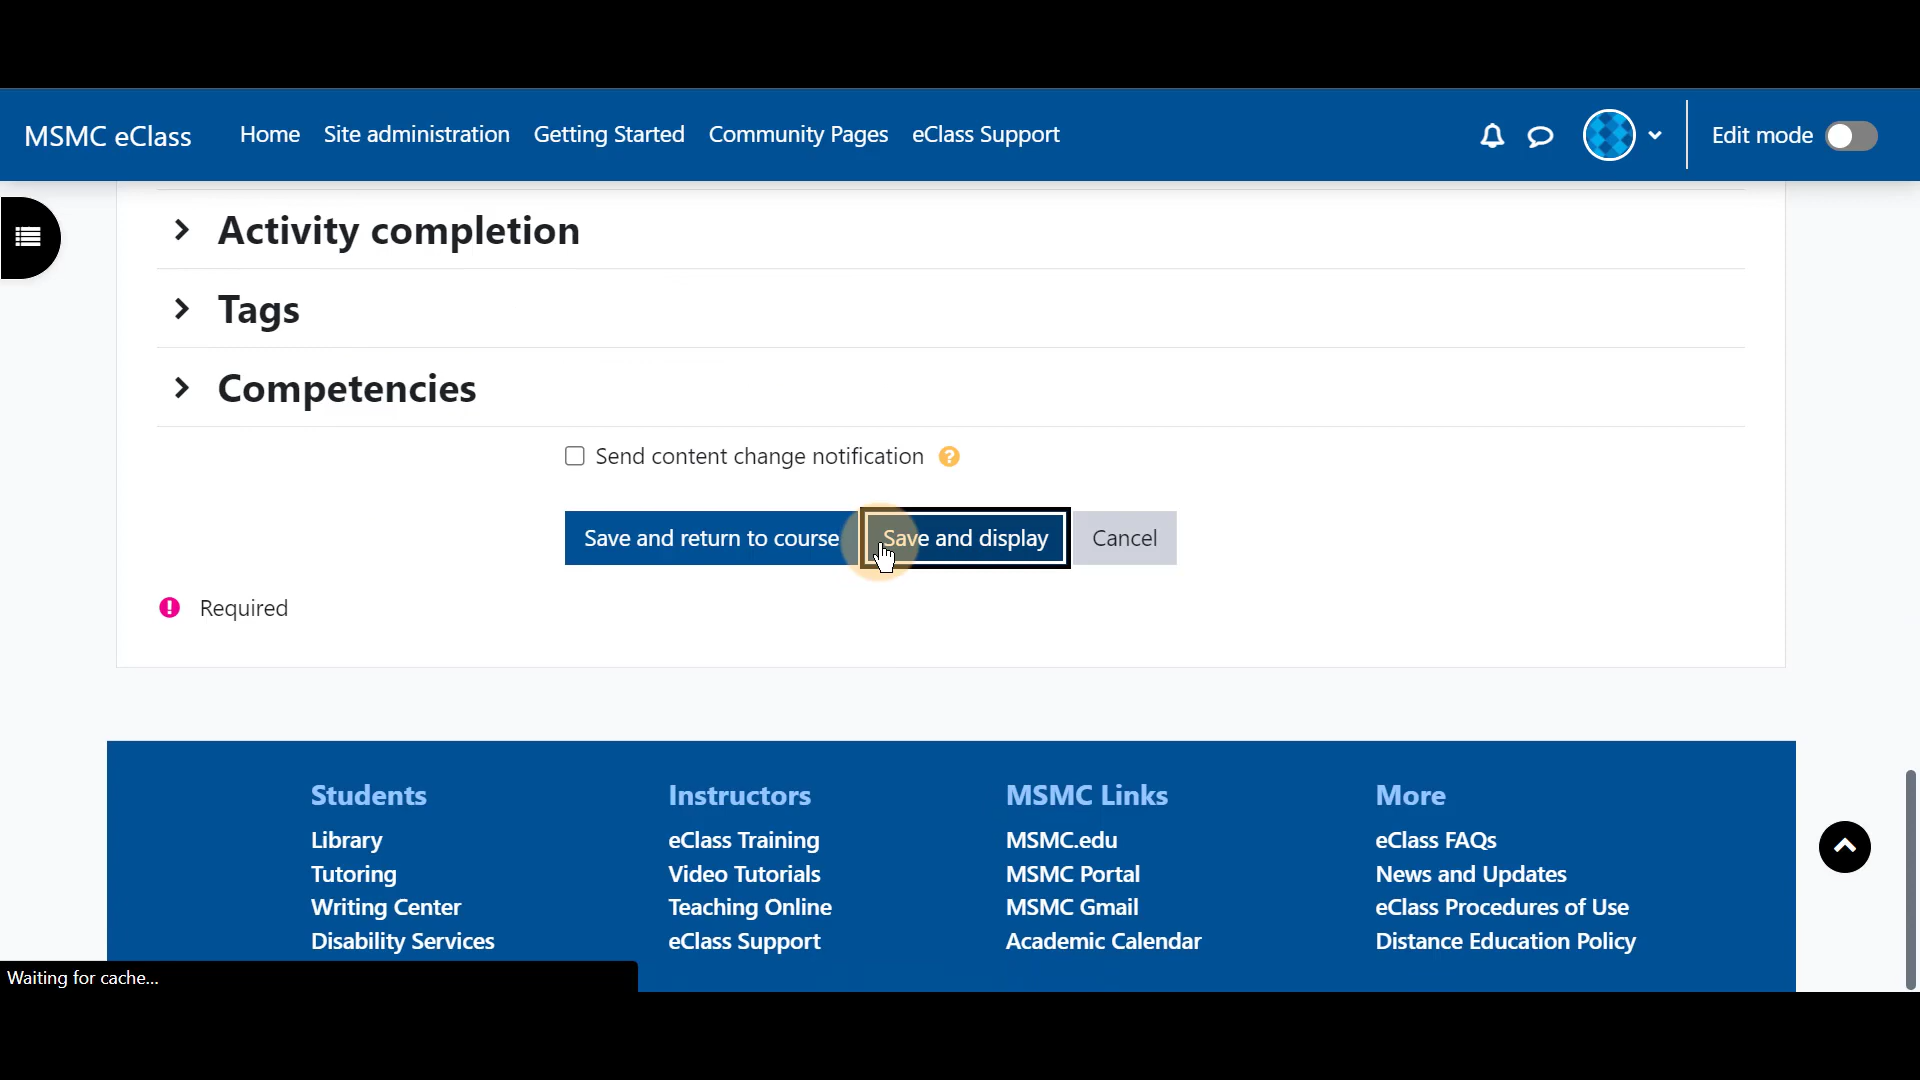 MSMC eClass Home Site administration Getting Started Community Pages eClass Support Edit mode
Activity completion
Tags
Competencies
Send content change notification ?
Save and return to course Save and display Cancel
! Required
Students Instructors MSMC Links More
Library eClass Training MSMC.edu eClass FAQs
Tutoring Video Tutorials MSMC Portal News and Updates
Writing Center Teaching Online MSMC Gmail eClass Procedures of Use
Disability Services eClass Support Academic Calendar Distance Education Policy
Waiting for cache...